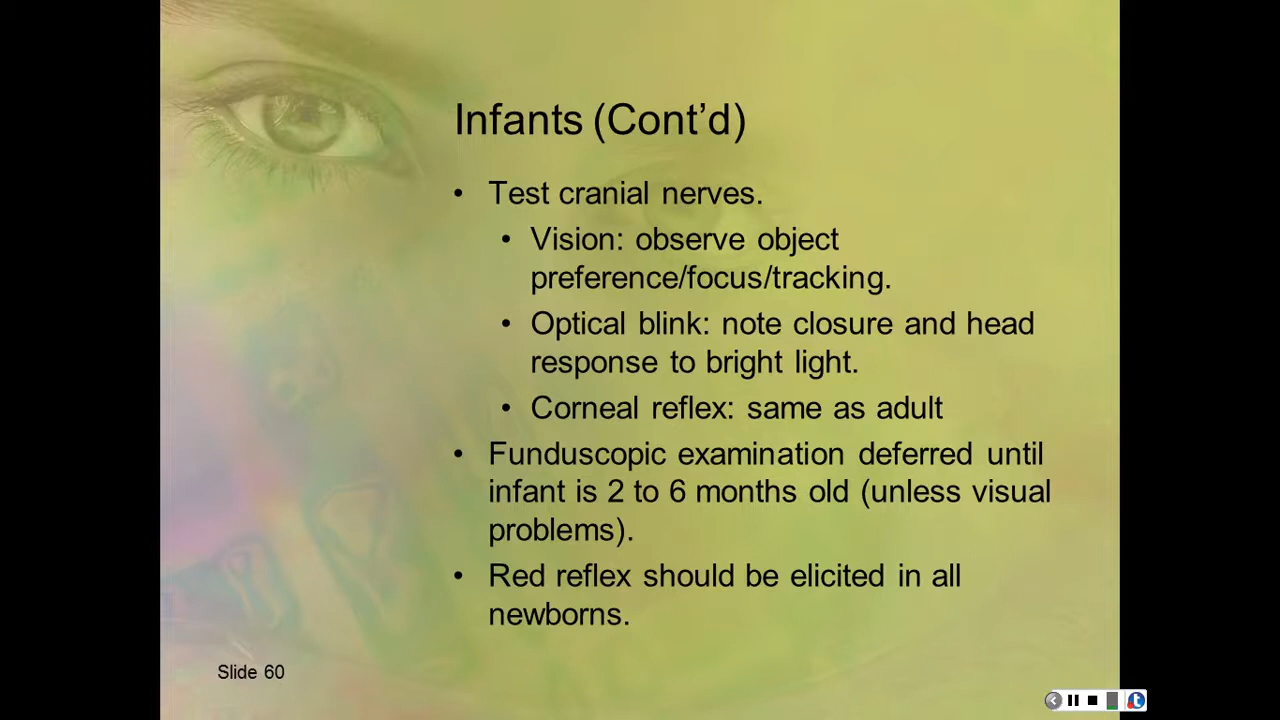 Infants (Cont’d)
• Test cranial nerves.
• Vision: observe object
preference/focus/tracking.
• Optical blink: note closure and head
response to bright light.
• Corneal reflex: same as adult
• Funduscopic examination deferred until
infant is 2 to 6 months old (unless visual
problems).
• Red reflex should be elicited in all
newborns.
Slide 60
t